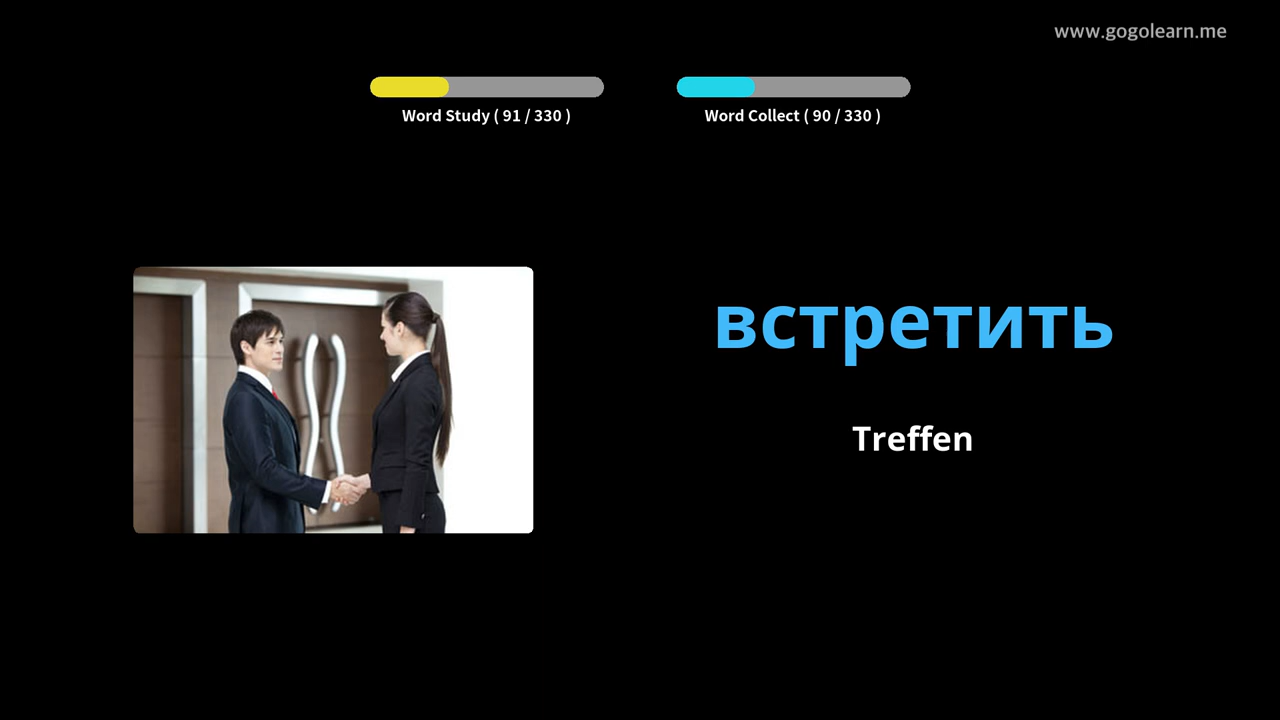 www.gogolearn.me
Word Study ( 91 / 330 )
Word Collect ( 90 / 330 )
встретить
Treffen